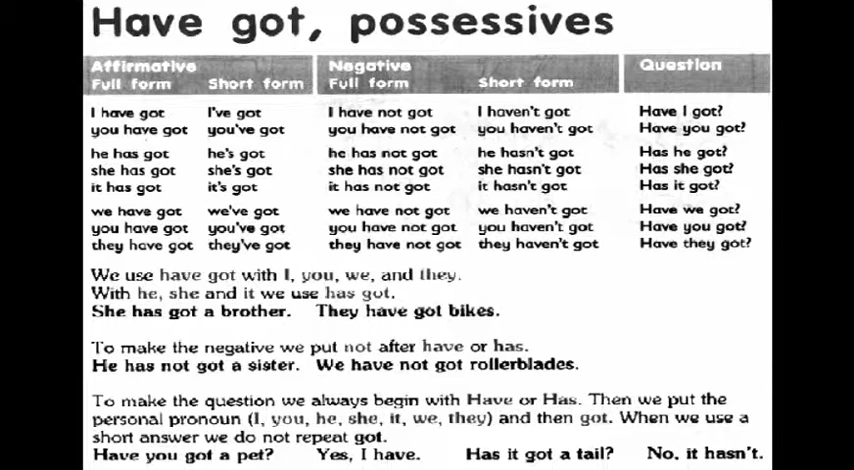 Have got, possessives
Affirmative Negative Question
Full form Short form Full form Short form
I have got I've got I have not got I haven't got Have I got?
you have got you've got you have not got you haven't got Have you got?
he has got he's got he has not got he hasn't got Has he got?
she has got she's got she has not got she hasn't got Has she got?
it has got it's got it has not got it hasn't got Has it got?
we have got we've got we have not got we haven't got Have we got?
you have got you've got you have not got you haven't got Have you got?
they have got they've got they have not got they haven't got Have they got?
We use have got with I, you, we, and they.
With he, she and it we use has got.
She has got a brother. They have got bikes.
To make the negative we put not after have or has.
He has not got a sister. We have not got rollerblades.
To make the question we always begin with Have or Has. Then we put the
personal pronoun (I, you, he, she, it, we, they) and then got. When we use a
short answer we do not repeat got.
Have you got a pet? Yes, I have. Has it got a tail? No, it hasn't.